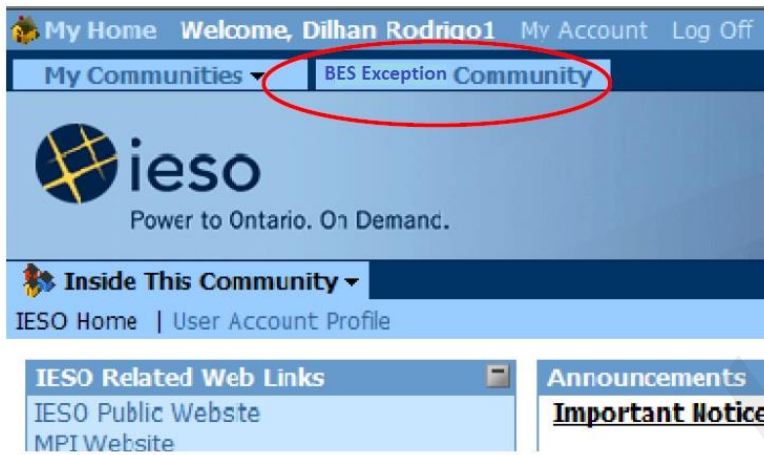 My Home Welcome, Dilhan Rodrigo1 My Account Log Off
My Communities BES Exception Community
ieso
Power to Ontario. On Demand.
Inside This Community
IESO Home | User Account Profile
IESO Related Web Links Announcements
IESO Public Website Important Notice
MPI Website